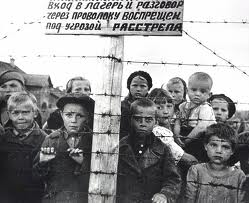 ВХОД В ЛАГЕРЬ И РАЗГОВОР
ЧЕРЕЗ ПРОВОЛОКУ ВОСПРЕЩЕН
ПОД УГРОЗОЙ РАССТРЕЛА